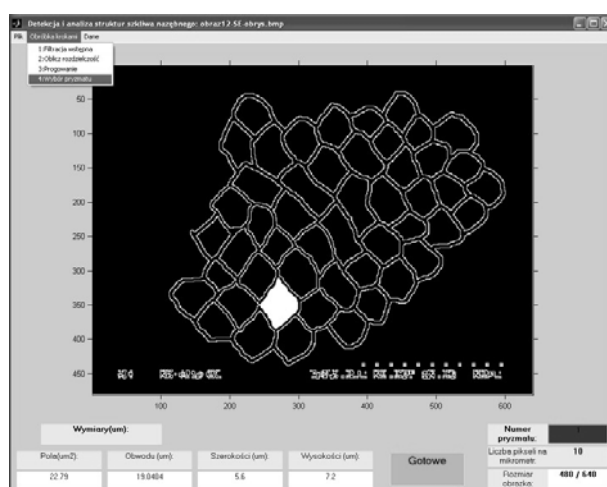 Detekcja i analiza struktur szkliwa nazębnego: obraz12-SE-obrys.bmp
Plik Obróbka krokami Dane
1:Filtracja wstępna
2:Oblicz rozdzielczość
3:Progowanie
4:Wybór pryzmatu
50
100
150
200
250
300
350
400
450
100 200 300 400 500 600
Wymiary(um):
Numer pryzmatu:
Pola(um2): Obwodu (um): Szerokości (um): Wysokości (um):
22.79 19.0404 5.6 7.2
Gotowe
Liczba pikseli na mikrometr: 10
Rozmiar obrazka: 480 / 640